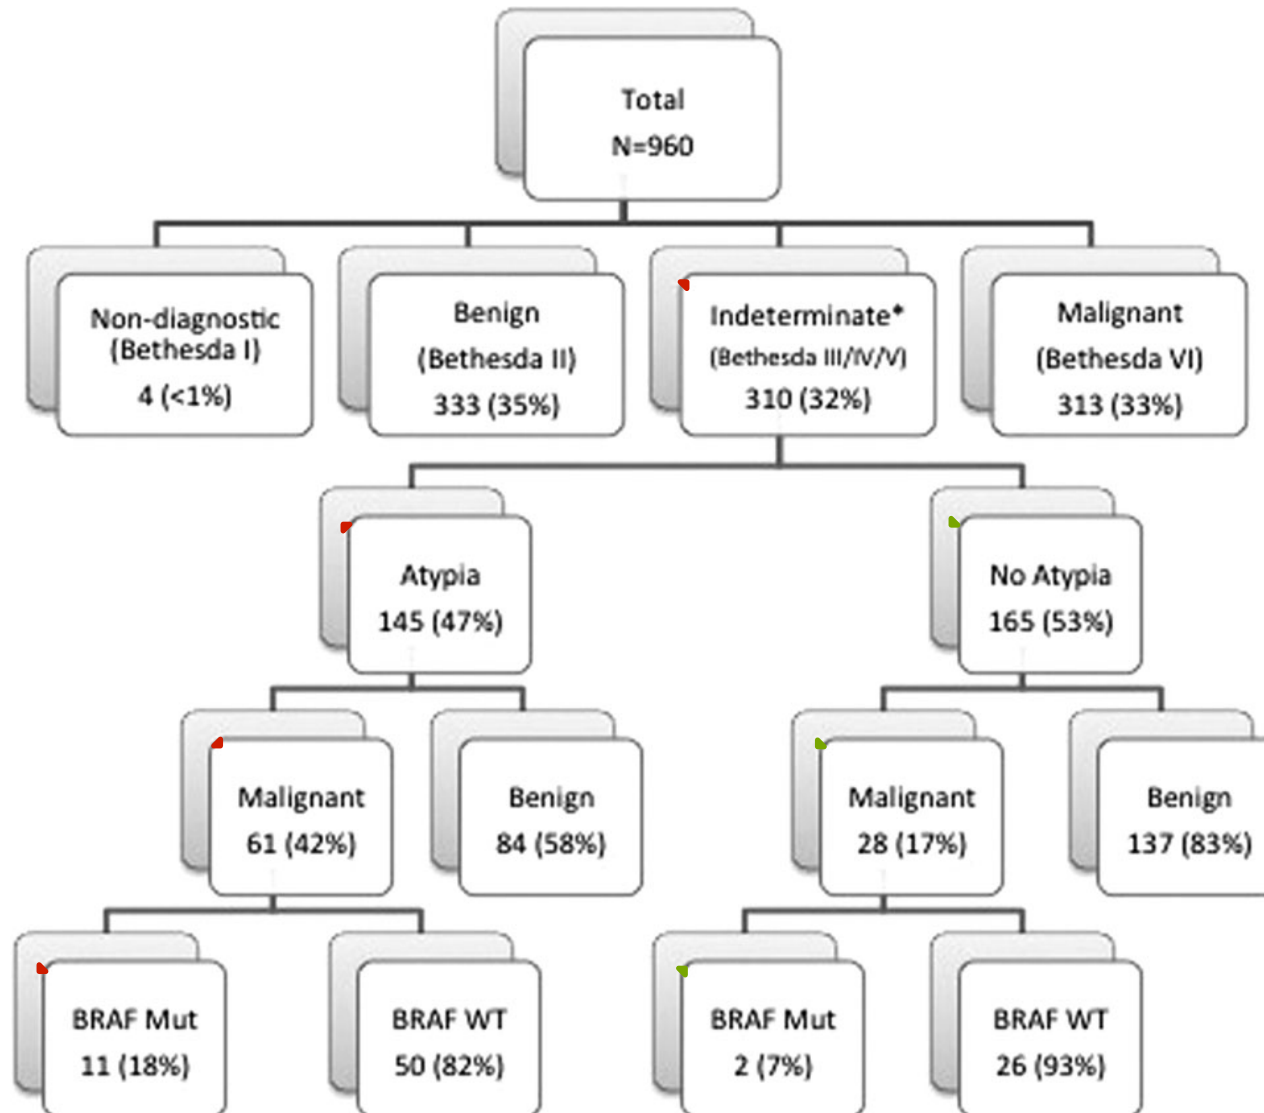 Total
N=960
Non-diagnostic
(Bethesda I)
4 (<1%)
Benign
(Bethesda II)
333 (35%)
Indeterminate*
(Bethesda III/IV/V)
310 (32%)
Malignant
(Bethesda VI)
313 (33%)
Atypia
145 (47%)
No Atypia
165 (53%)
Malignant
61 (42%)
Benign
84 (58%)
Malignant
28 (17%)
Benign
137 (83%)
BRAF Mut
11 (18%)
BRAF WT
50 (82%)
BRAF Mut
2 (7%)
BRAF WT
26 (93%)